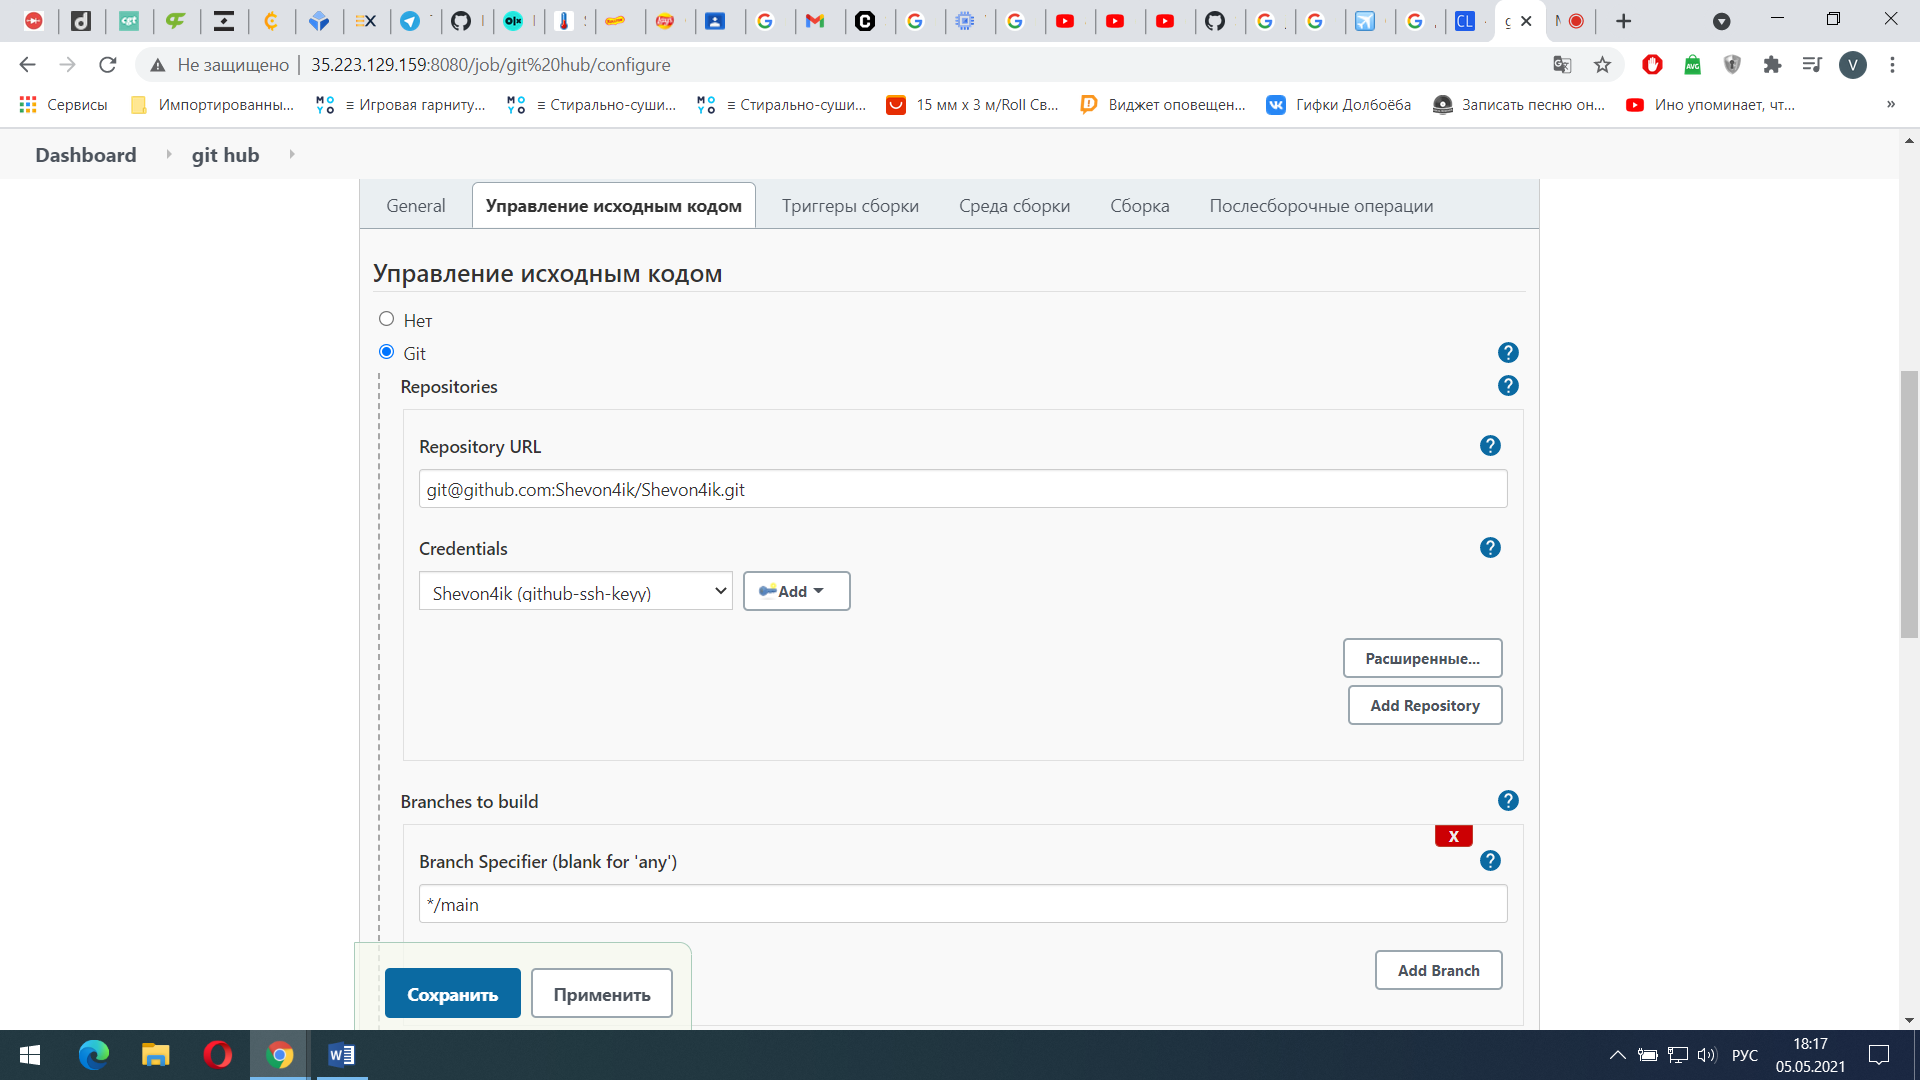 Не защищено
35.223.129.159:8080/job/git%20hub/configure
V
Сервисы
Импортированны...
≡ Игровая гарниту...
≡ Стирально-суши...
≡ Стирально-суши...
15 мм x 3 м/Roll Св...
Виджет оповещен...
Гифки Долбоёба
Записать песню он...
Ино упоминает, чт...
»
Dashboard
git hub
General
Управление исходным кодом
Триггеры сборки
Среда сборки
Сборка
Послесборочные операции
Управление исходным кодом
Нет
Git
Repositories
Repository URL
git@github.com:Shevon4ik/Shevon4ik.git
Credentials
Shevon4ik (github-ssh-keyy)
Add
Расширенные...
Add Repository
Branches to build
X
Branch Specifier (blank for 'any')
*/main
Add Branch
Сохранить
Применить
РУС
18:17
05.05.2021